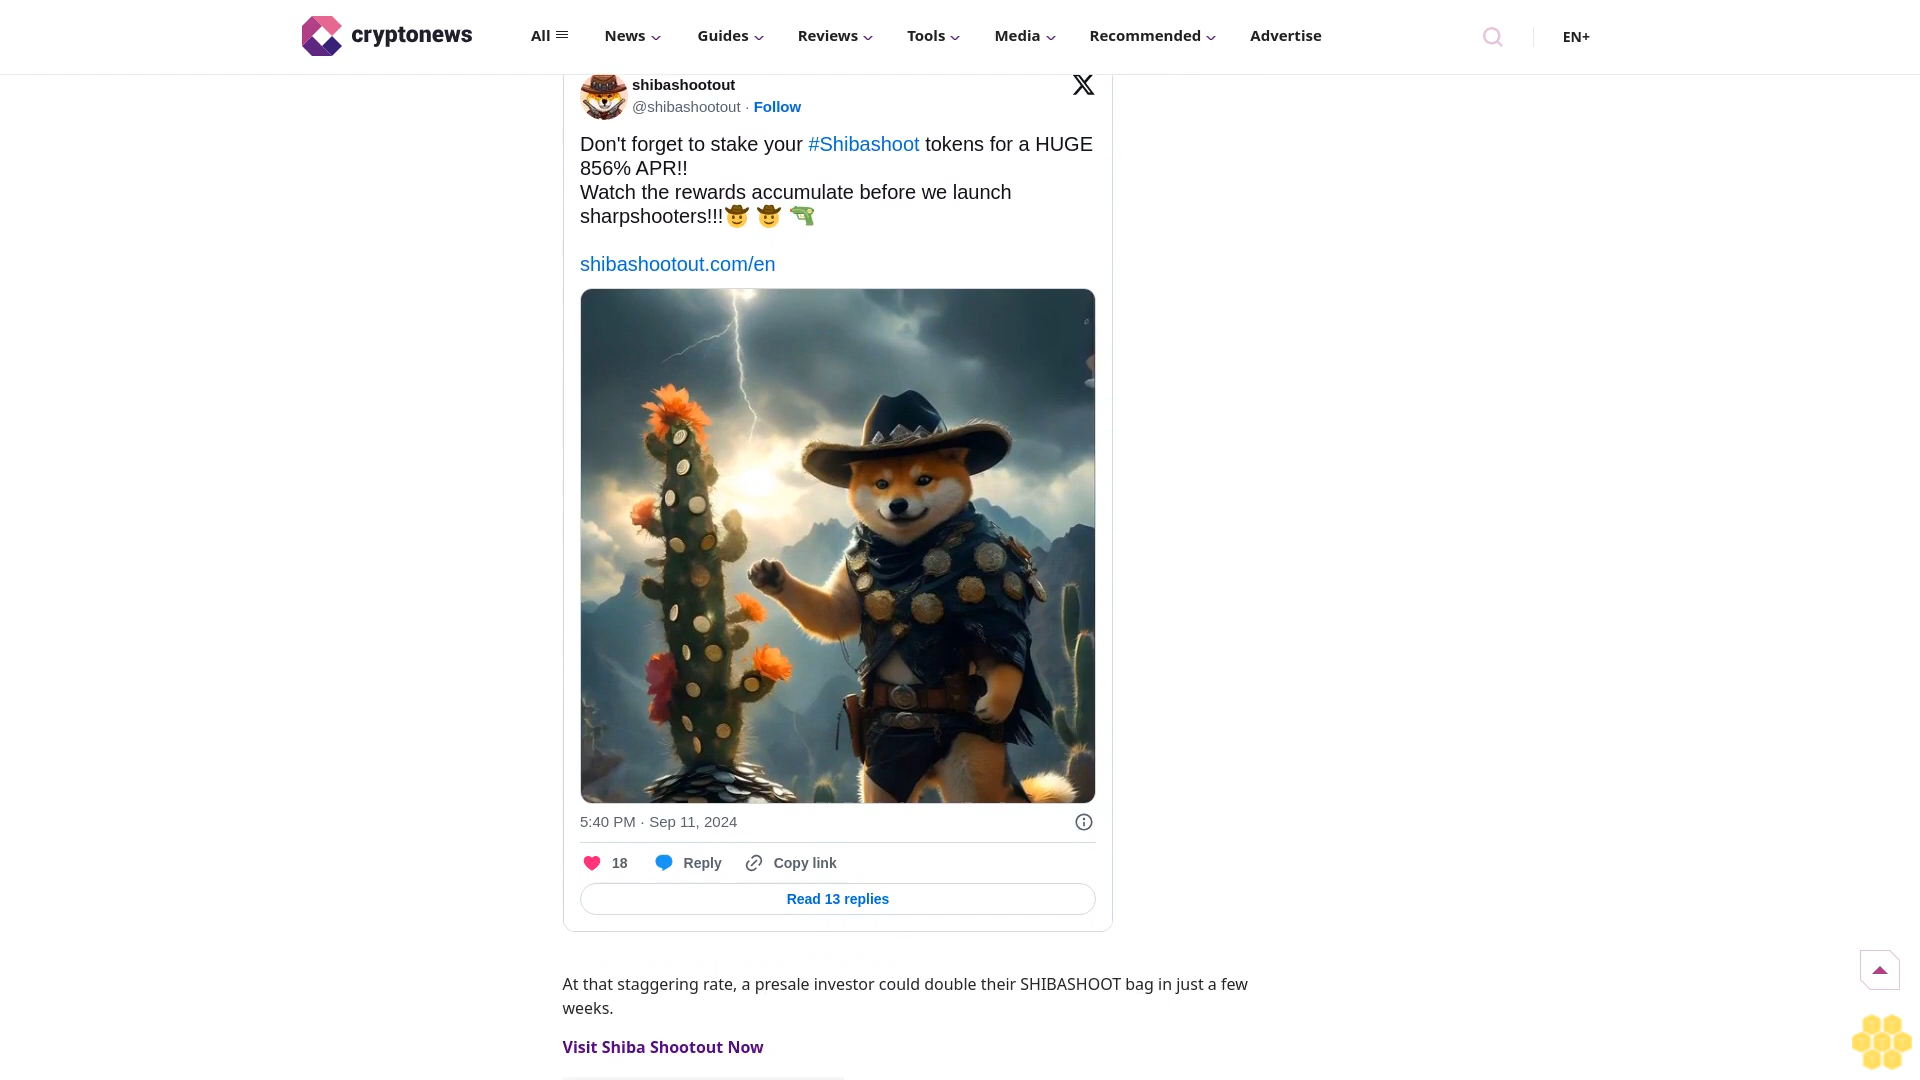 cryptonews
All
News
Guides
Reviews
Tools
Media
Recommended
Advertise
EN+
shibashootout
@shibashootout · Follow
Don't forget to stake your #Shibashoot tokens for a HUGE
856% APR!!
Watch the rewards accumulate before we launch
sharpshooters!!!🤠 🤠 🔫
shibashootout.com/en
5:40 PM · Sep 11, 2024
18
Reply
Copy link
Read 13 replies
At that staggering rate, a presale investor could double their SHIBASHOOT bag in just a few
weeks.
Visit Shiba Shootout Now